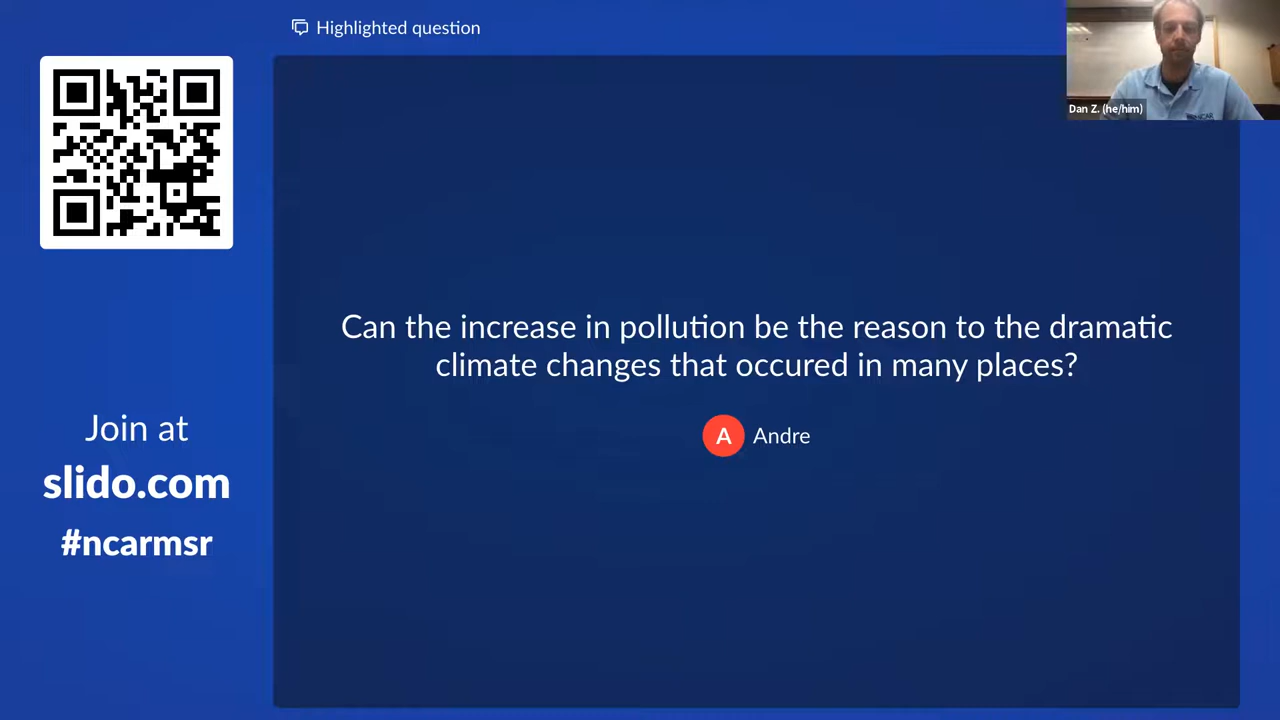 Highlighted question
Dan Z. (he/him)
NCAR
Can the increase in pollution be the reason to the dramatic
climate changes that occured in many places?
A Andre
Join at
slido.com
#ncarmsr